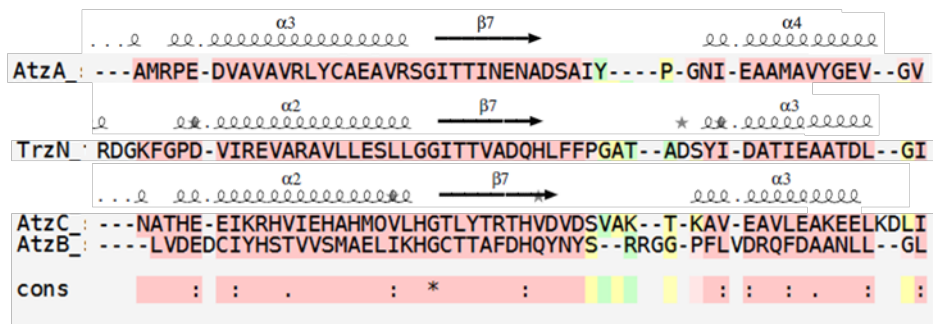 α3 β7 α4
AtzA_ ---AMRPE-DVAVAVRLYCAEAVRSGITTINENADSAIY----P-GNI-EAAMAVYGEV--GV
α2 β7 α3
TrzN_ RDGKFGPD-VIREVARAVLLESLLGGITTVADQHLFFPGAT--ADSYI-DATIEAATDL--GI
α2 β7 α3
AtzC_ ---NATHE-EIKRHVIEHAHMOVLHGTLYTRTHVDVDSVAK--T-KAV-EAVLEAKEELKDLI
AtzB_ ----LVDEDCIYHSTVVSMAELIKHGCTTAFDHQYNYS--RRGG-PFLVDRQFDAANLL--GL
cons : : . : * : : : : . : :